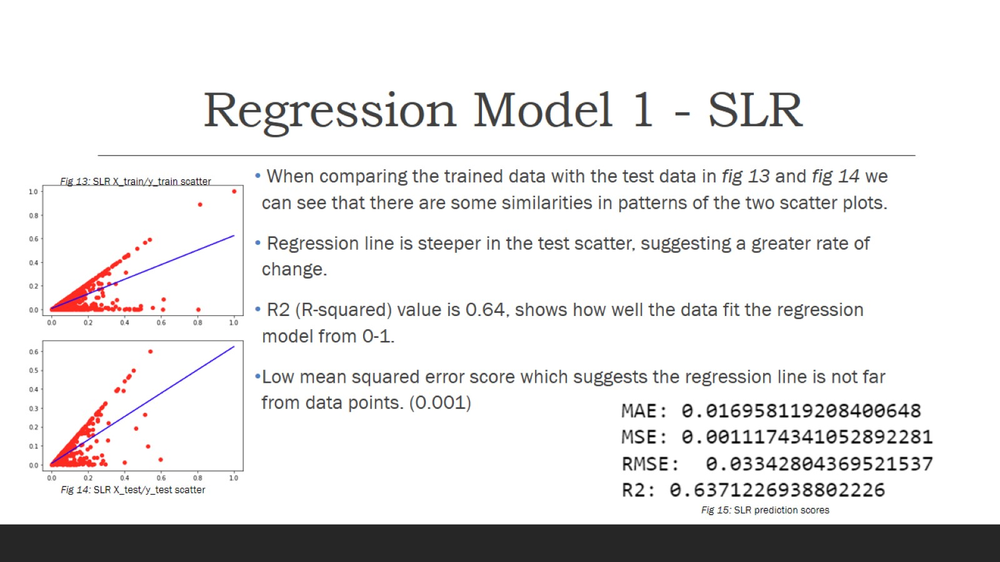 Regression Model 1 - SLR
Fig 13: SLR X_train/y_train scatter
1.0
0.8
0.6
0.4
0.2
0.0
0.0 0.2 0.4 0.6 0.8 1.0
0.6
0.5
0.4
0.3
0.2
0.1
0.0
0.0 0.2 0.4 0.6 0.8 1.0
Fig 14: SLR X_test/y_test scatter
• When comparing the trained data with the test data in fig 13 and fig 14 we
can see that there are some similarities in patterns of the two scatter plots.
• Regression line is steeper in the test scatter, suggesting a greater rate of
change.
• R2 (R-squared) value is 0.64, shows how well the data fit the regression
model from 0-1.
•Low mean squared error score which suggests the regression line is not far
from data points. (0.001)
MAE: 0.016958119208400648
MSE: 0.0011174341052892281
RMSE: 0.03342804369521537
R2: 0.6371226938802226
Fig 15: SLR prediction scores